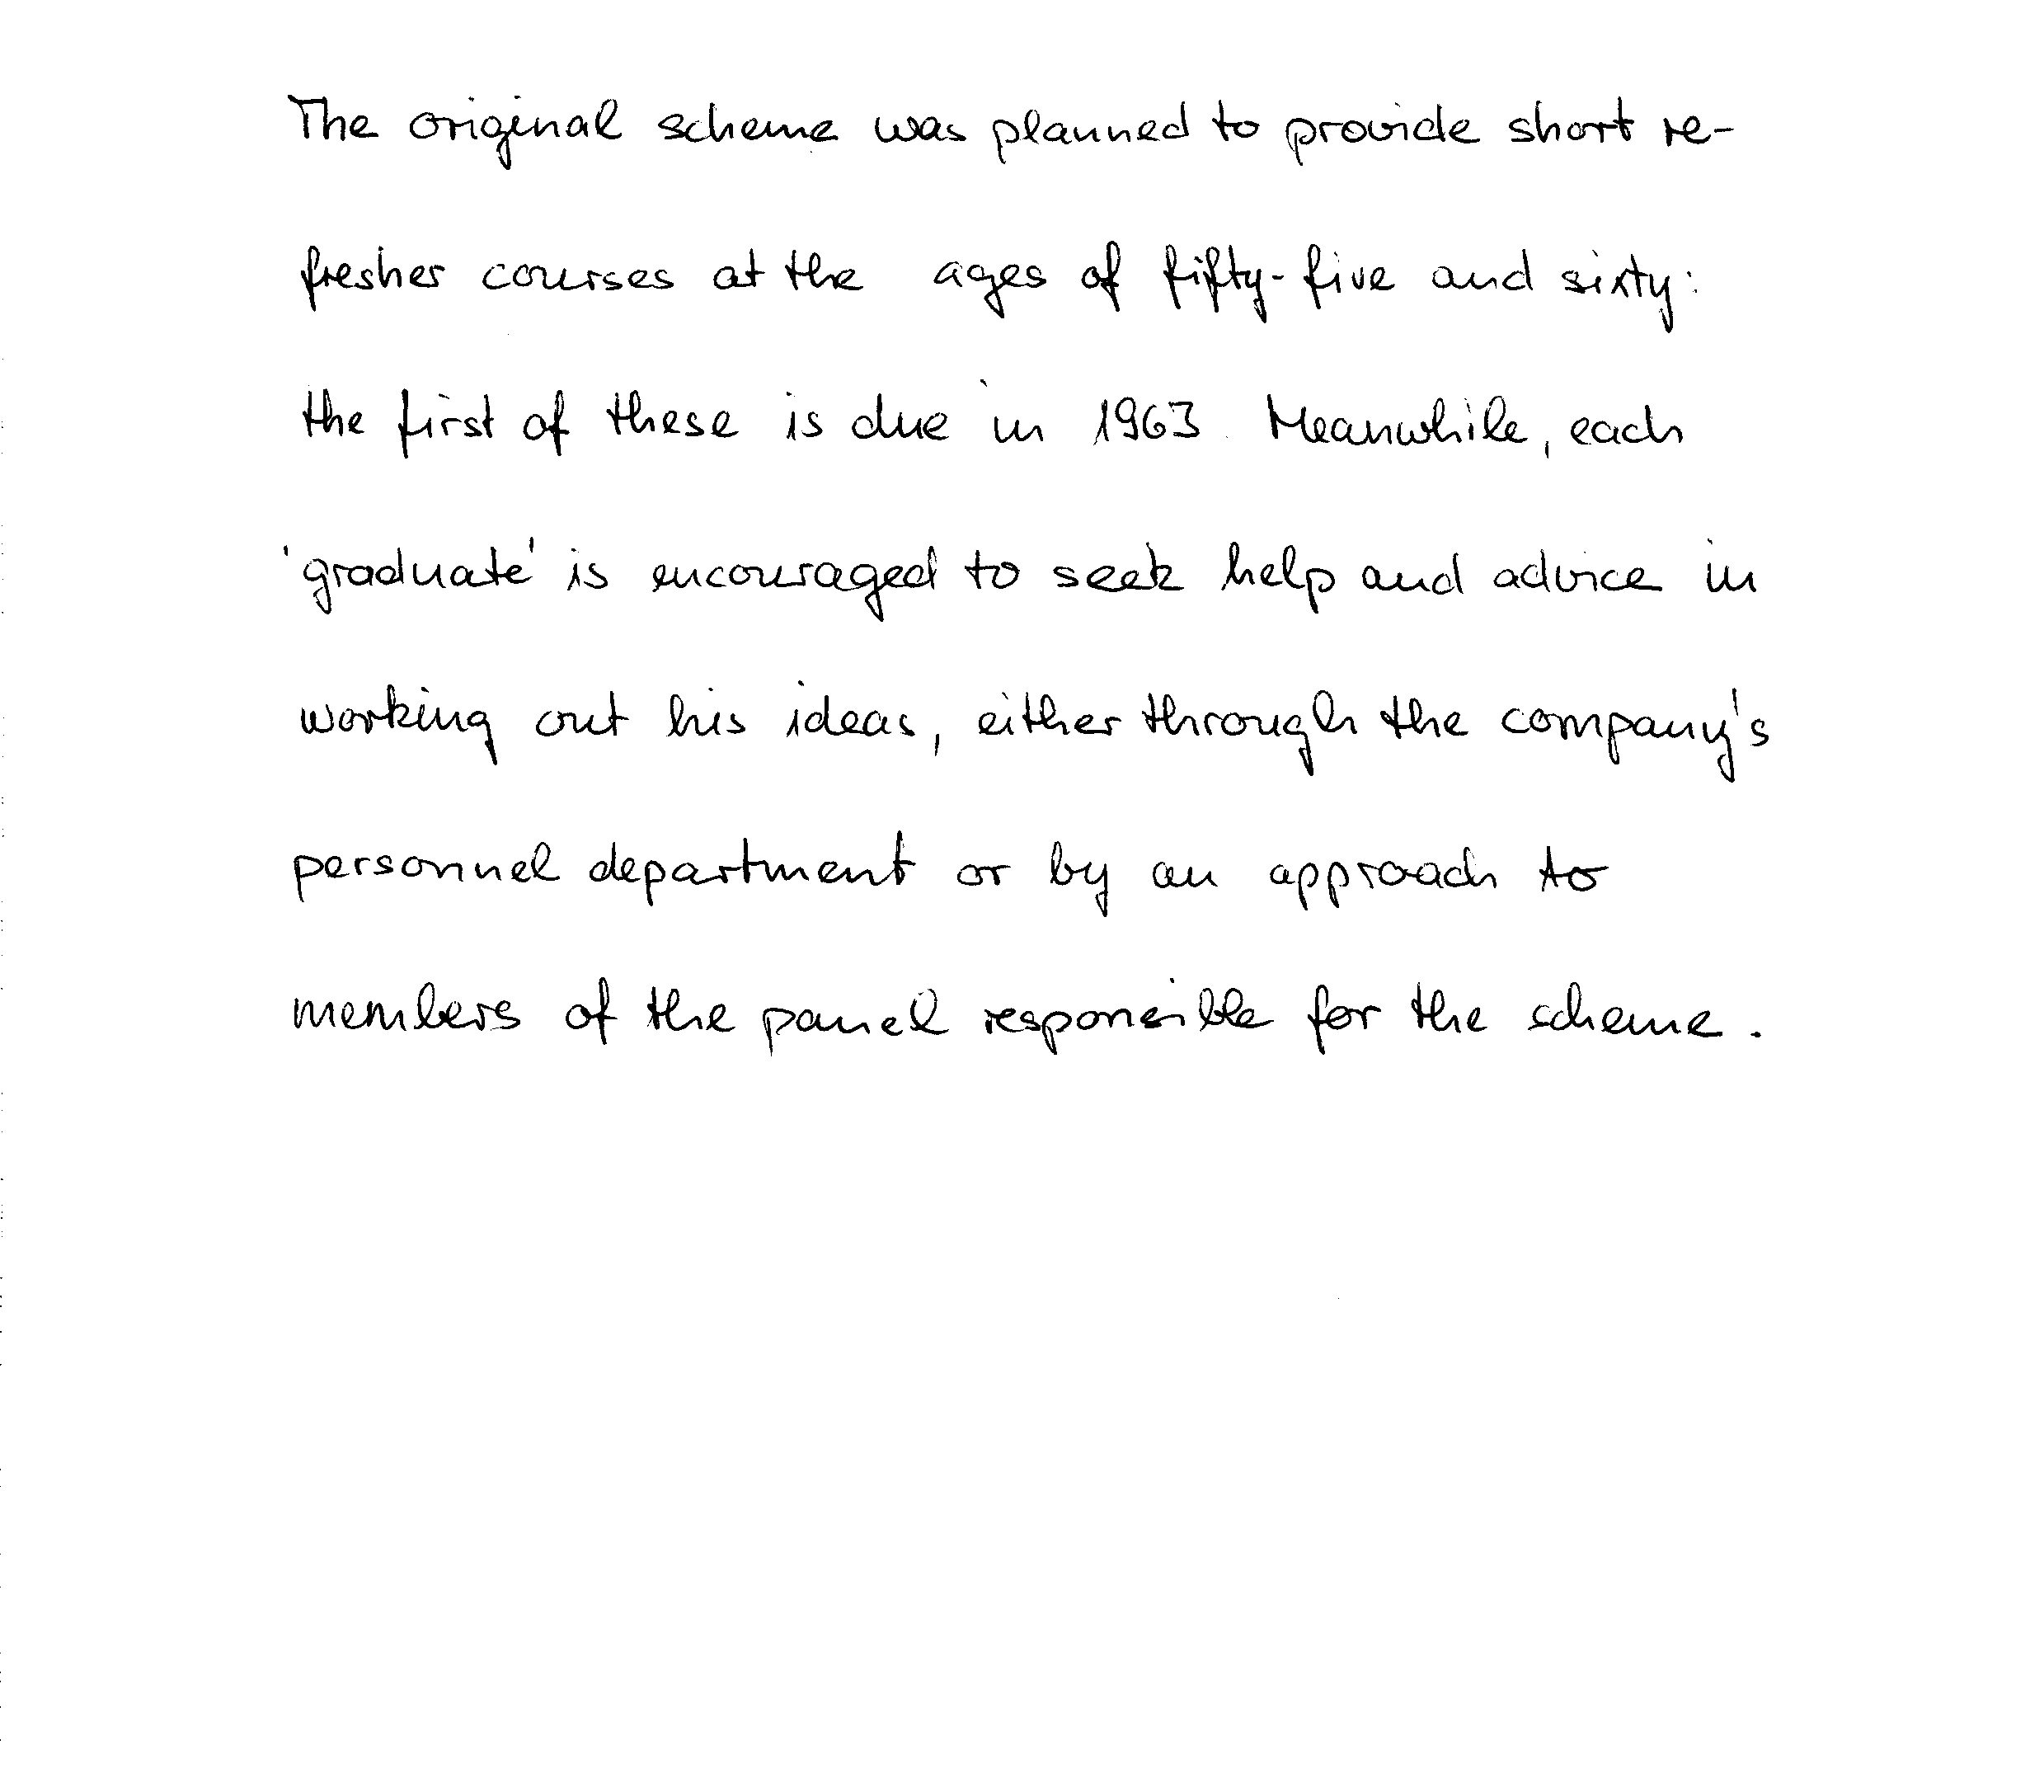 The original scheme was planned to provide short re-
fresher courses at the ages of fifty-five and sixty:
the first of these is due in 1963. Meanwhile, each
'graduate' is encouraged to seek help and advice in
working out his ideas, either through the company's
personnel department or by an approach to
members of the panel responsible for the scheme.